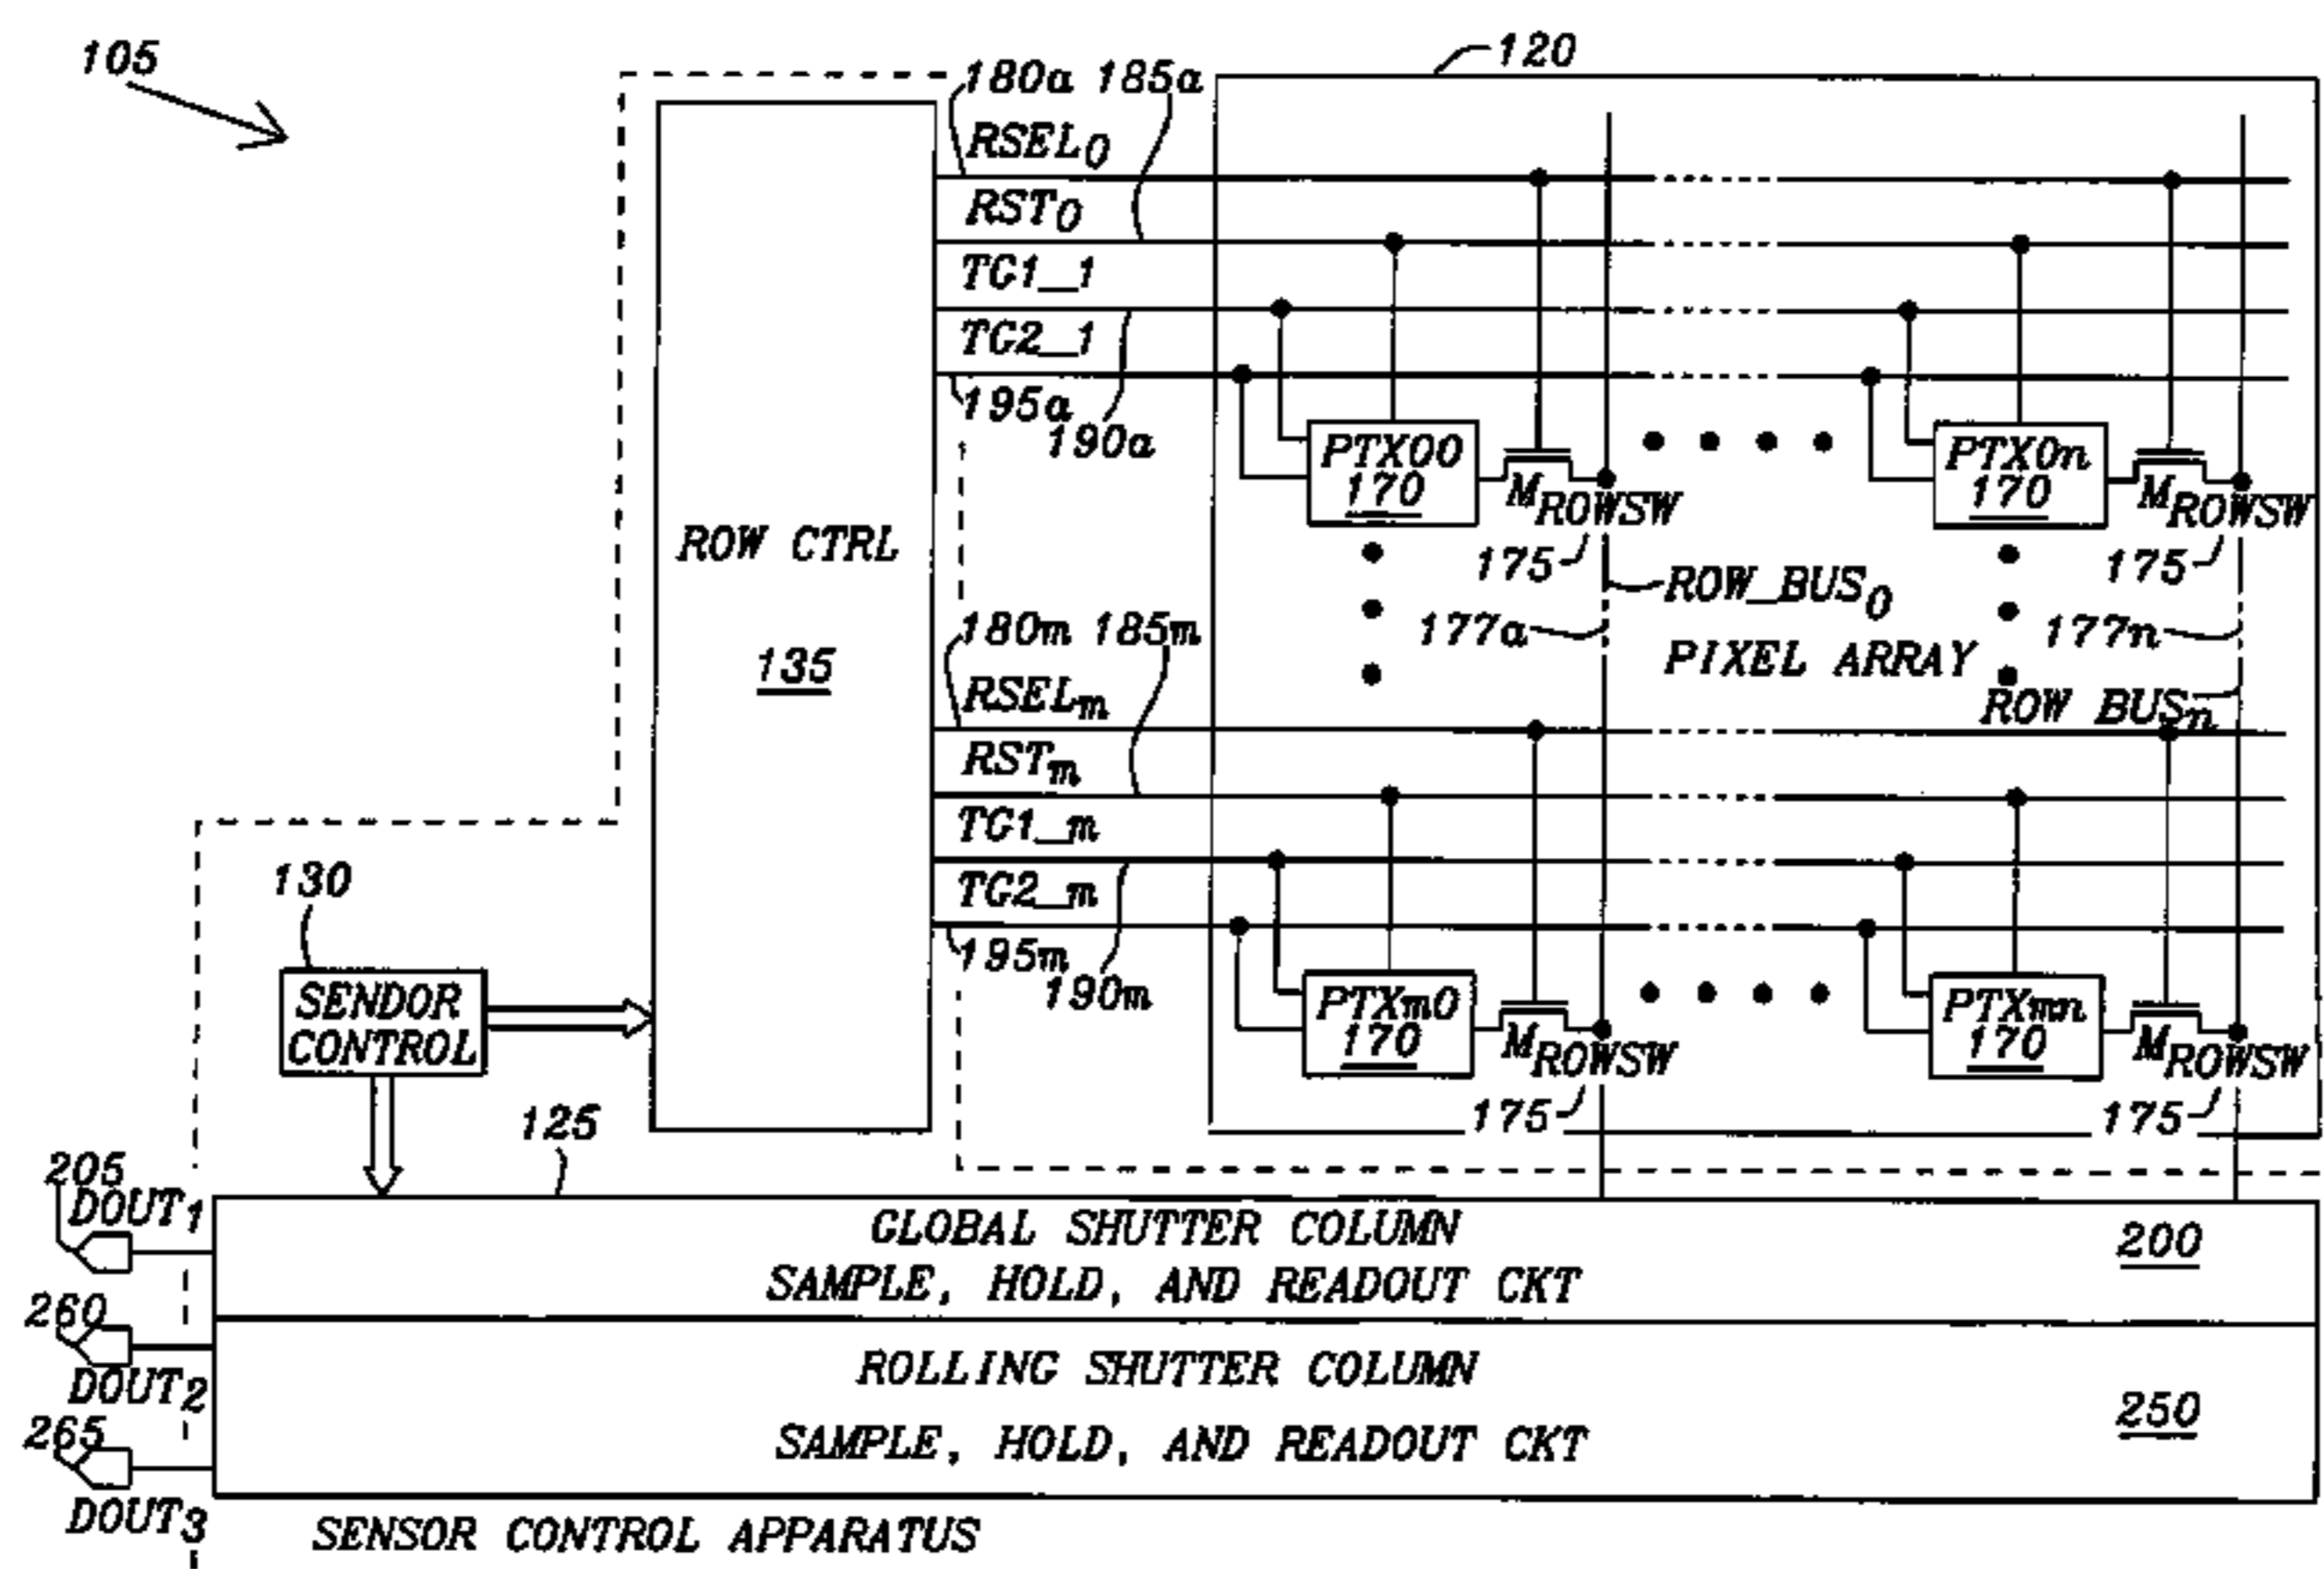 105
120
180a 185a
RSEL0
RST0
TG1_1
TG2_1
195a
190a
PTX00
170
MROWSW
175
PTX0n
170
MROWSW
175
ROW CTRL
135
ROW_BUS0
177a
PIXEL ARRAY
177n
ROW BUSn
180m 185m
RSELm
RSTm
TG1_m
TG2_m
195m
190m
PTXm0
170
MROWSW
175
PTXmn
170
MROWSW
175
130
SENDOR
CONTROL
125
205
DOUT1
GLOBAL SHUTTER COLUMN
SAMPLE, HOLD, AND READOUT CKT
200
260
DOUT2
ROLLING SHUTTER COLUMN
SAMPLE, HOLD, AND READOUT CKT
250
265
DOUT3
SENSOR CONTROL APPARATUS